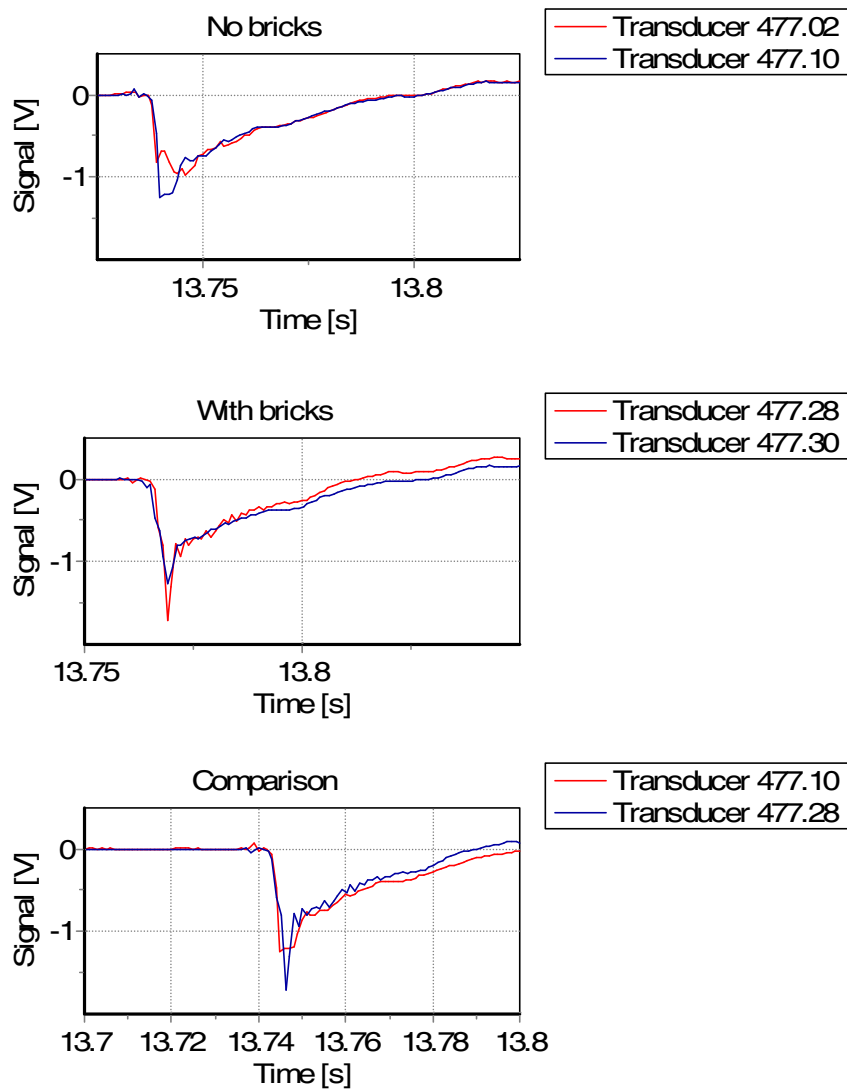 No bricks
Transducer 477.02
Transducer 477.10
Signal [V]
0
-1
13.75 13.8
Time [s]
With bricks
Transducer 477.28
Transducer 477.30
Signal [V]
0
-1
13.75 13.8
Time [s]
Comparison
Transducer 477.10
Transducer 477.28
Signal [V]
0
-1
13.7 13.72 13.74 13.76 13.78 13.8
Time [s]